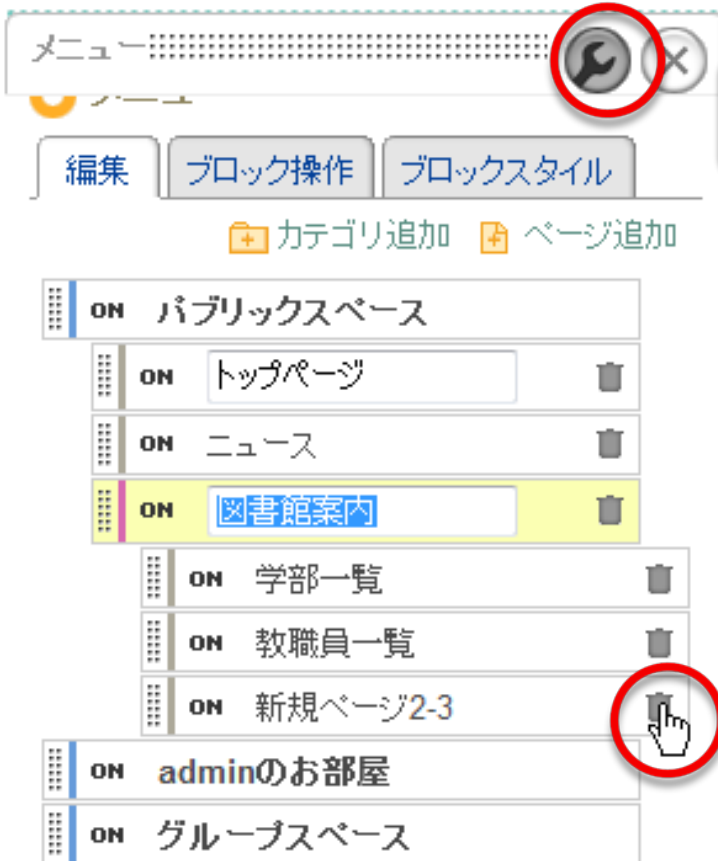 メニュー
メニュー
編集 ブロック操作 ブロックスタイル
カテゴリ追加 ページ追加
ON パブリックスペース
ON トップページ
ON ニュース
ON 図書館案内
ON 学部一覧
ON 教職員一覧
ON 新規ページ2-3
ON adminのお部屋
ON グループスペース